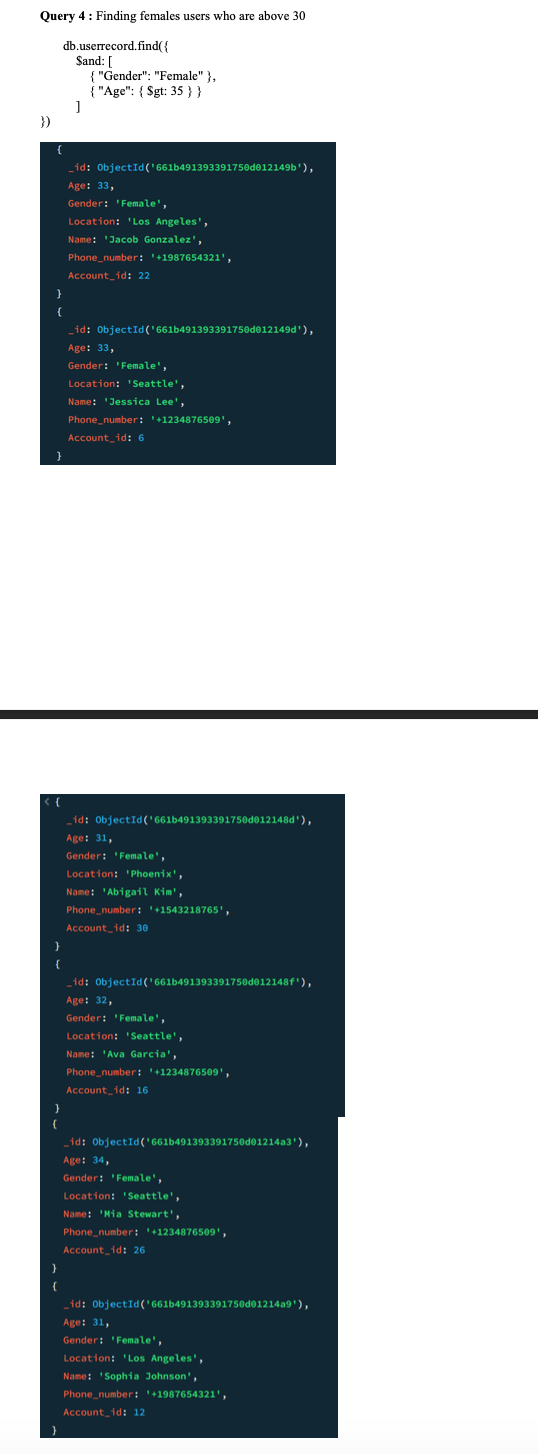 Query 4 : Finding females users who are above 30
db.userrecord.find({
$and: [
{ "Gender": "Female" },
{ "Age": { $gt: 35 } }
]
})
{
_id: ObjectId('661b491393391750d012149b'),
Age: 33,
Gender: 'Female',
Location: 'Los Angeles',
Name: 'Jacob Gonzalez',
Phone_number: '+1987654321',
Account_id: 22
}
{
_id: ObjectId('661b491393391750d012149d'),
Age: 33,
Gender: 'Female',
Location: 'Seattle',
Name: 'Jessica Lee',
Phone_number: '+1234876509',
Account_id: 6
}
< {
_id: ObjectId('661b491393391750d012148d'),
Age: 31,
Gender: 'Female',
Location: 'Phoenix',
Name: 'Abigail Kim',
Phone_number: '+1543218765',
Account_id: 30
}
{
_id: ObjectId('661b491393391750d012148f'),
Age: 32,
Gender: 'Female',
Location: 'Seattle',
Name: 'Ava Garcia',
Phone_number: '+1234876509',
Account_id: 16
}
{
_id: ObjectId('661b491393391750d01214a3'),
Age: 34,
Gender: 'Female',
Location: 'Seattle',
Name: 'Mia Stewart',
Phone_number: '+1234876509',
Account_id: 26
}
{
_id: ObjectId('661b491393391750d01214a9'),
Age: 31,
Gender: 'Female',
Location: 'Los Angeles',
Name: 'Sophia Johnson',
Phone_number: '+1987654321',
Account_id: 12
}